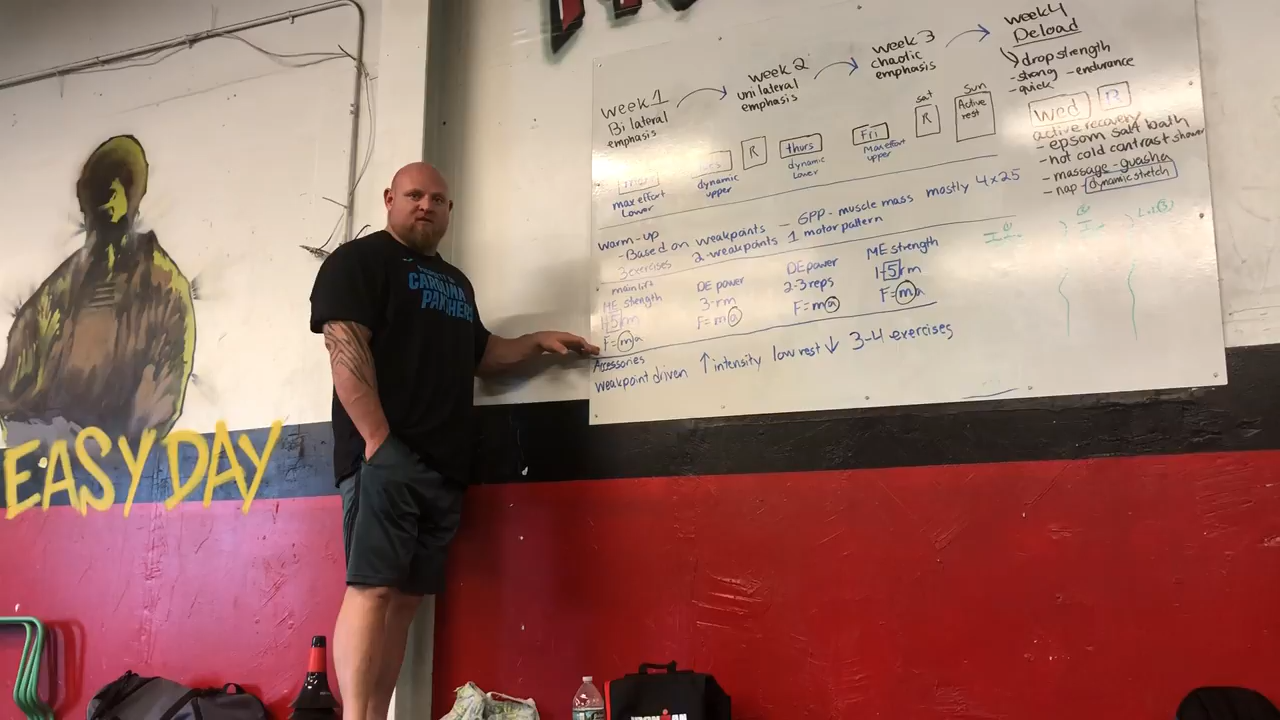 week 1
Bilateral
emphasis
week 2
unilateral
emphasis
week 3
chaotic
emphasis
week 4
Deload
drop strength
- strong - endurance
- quick
max effort
Lower
dynamic
upper
R
thurs
dynamic
Lower
Fri
Max effort
upper
sat
R
Sun
Active
rest
Wed R
active recovery
- epsom salt bath
- hot cold contrast shower
- massage - guasha
- nap - dynamic stretch
warm-up
- Based on weakpoints - GPP - muscle mass mostly 4x25
3 exercises 2-weakpoints 1 motor pattern
main lift
ME strength
1-5rm
F=ma
DE power
3-rm
F=ma
DE power
2-3 reps
F=ma
ME strength
1-5rm
F=ma
Accessories
weakpoint driven ↑ intensity low rest ↓ 3-4 exercises
EASY DAY
CAROLINA
PANTHERS
IRONMAN